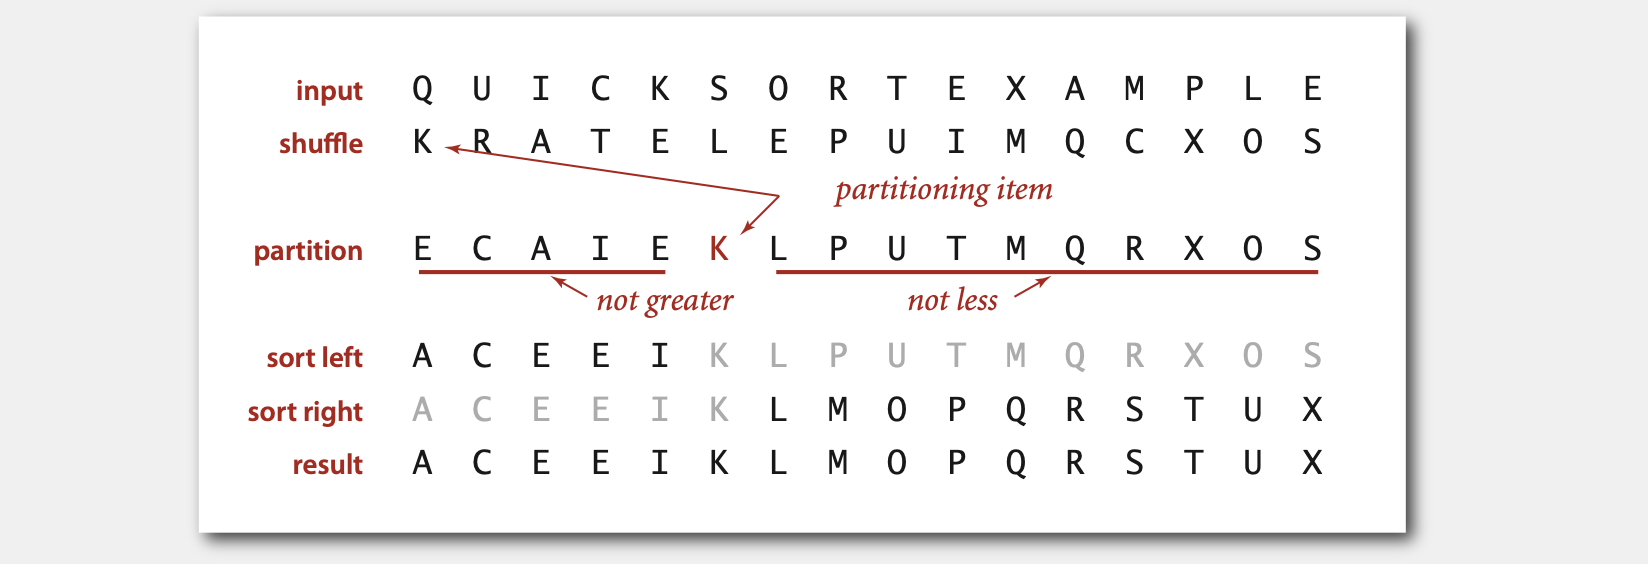 input Q U I C K S O R T E X A M P L E
shuffle K R A T E L E P U I M Q C X O S
partitioning item
partition E C A I E K L P U T M Q R X O S
not greater not less
sort left A C E E I K L P U T M Q R X O S
sort right A C E E I K L M O P Q R S T U X
result A C E E I K L M O P Q R S T U X